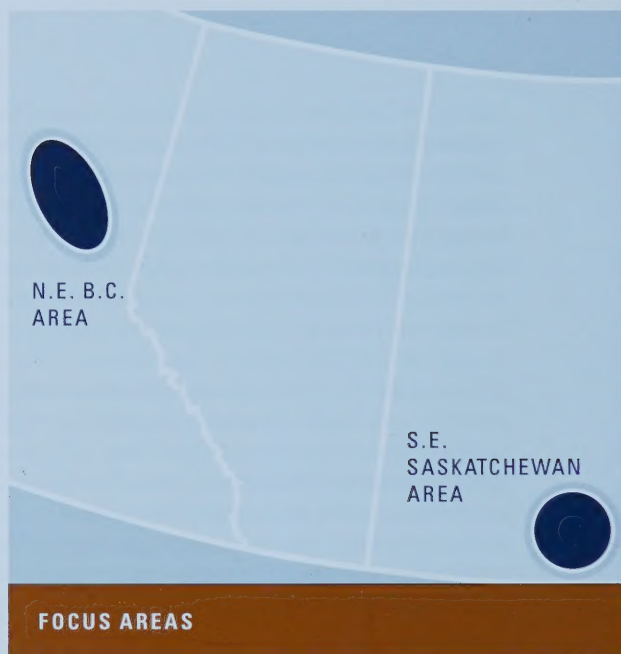 N.E. B.C.
AREA
S.E.
SASKATCHEWAN
AREA
FOCUS AREAS